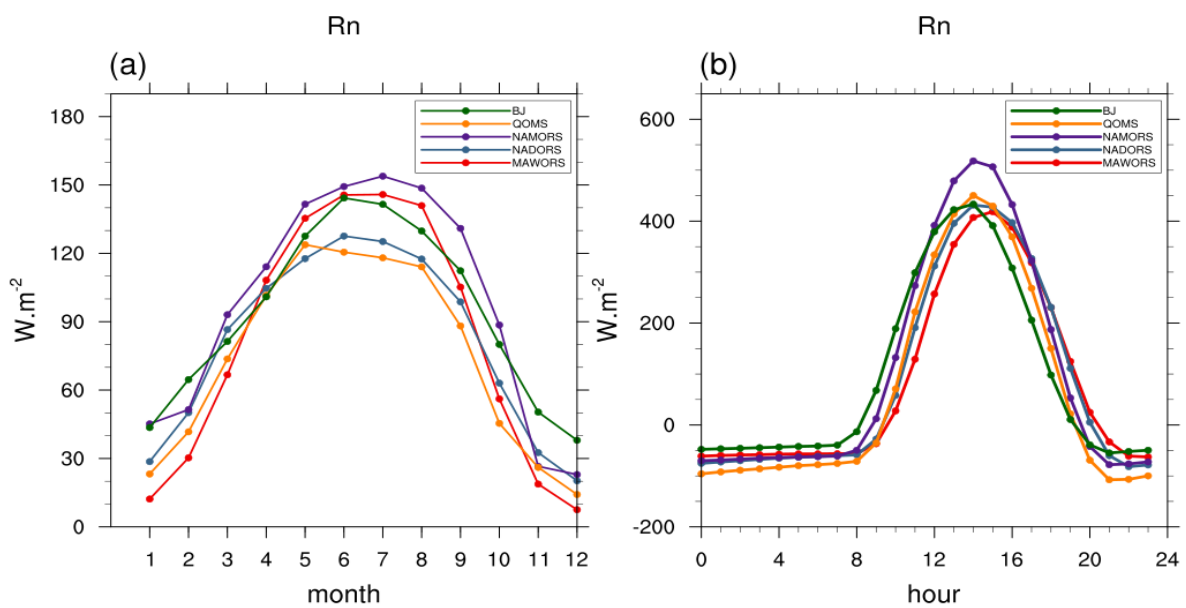 Rn
(a)
W.m-2
180
150
120
90
60
30
0
1 2 3 4 5 6 7 8 9 10 11 12
month
BJ
QOMS
NAMORS
NADORS
MAWORS
Rn
(b)
W.m-2
600
400
200
0
-200
0 4 8 12 16 20 24
hour
BJ
QOMS
NAMORS
NADORS
MAWORS